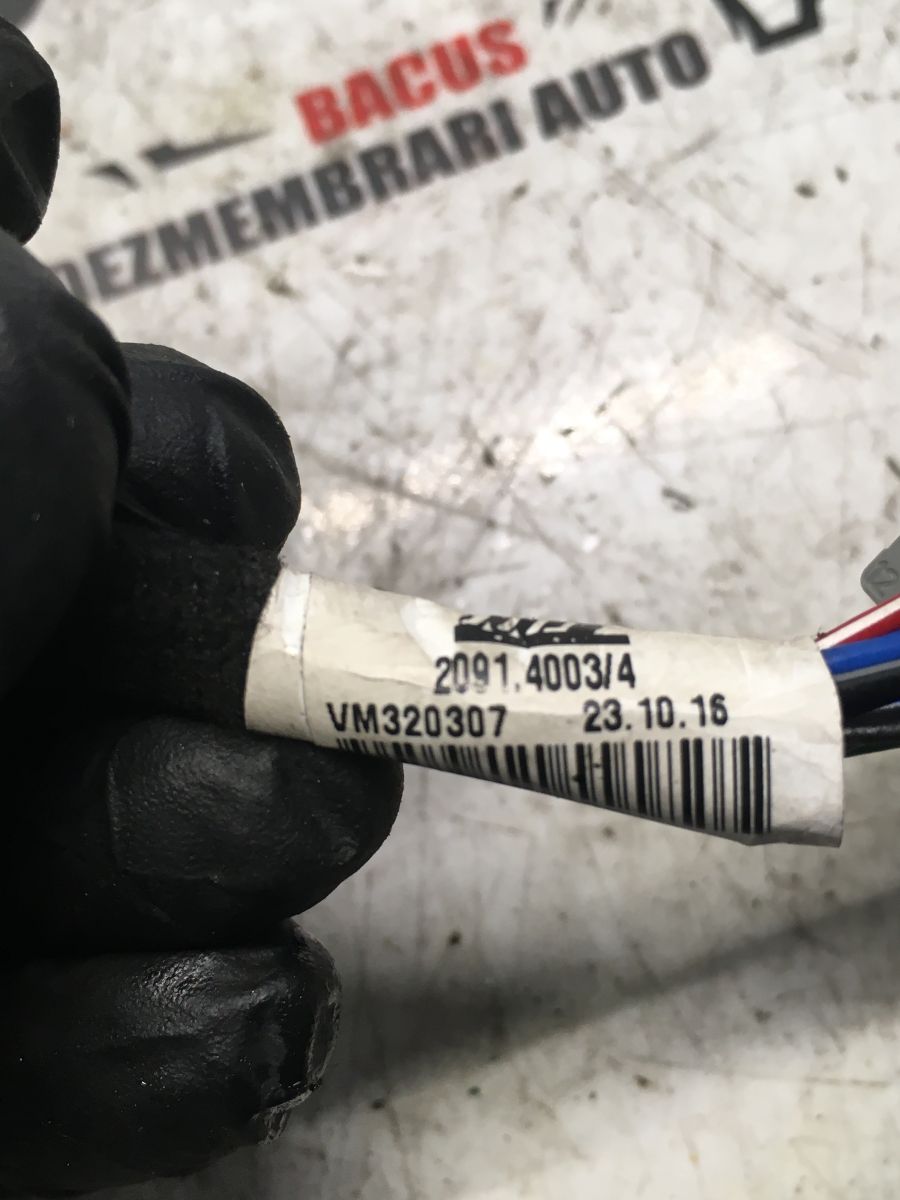 BACUS
DEZMEMBRARI AUTO
2091.4003/4
VM320307 23.10.16